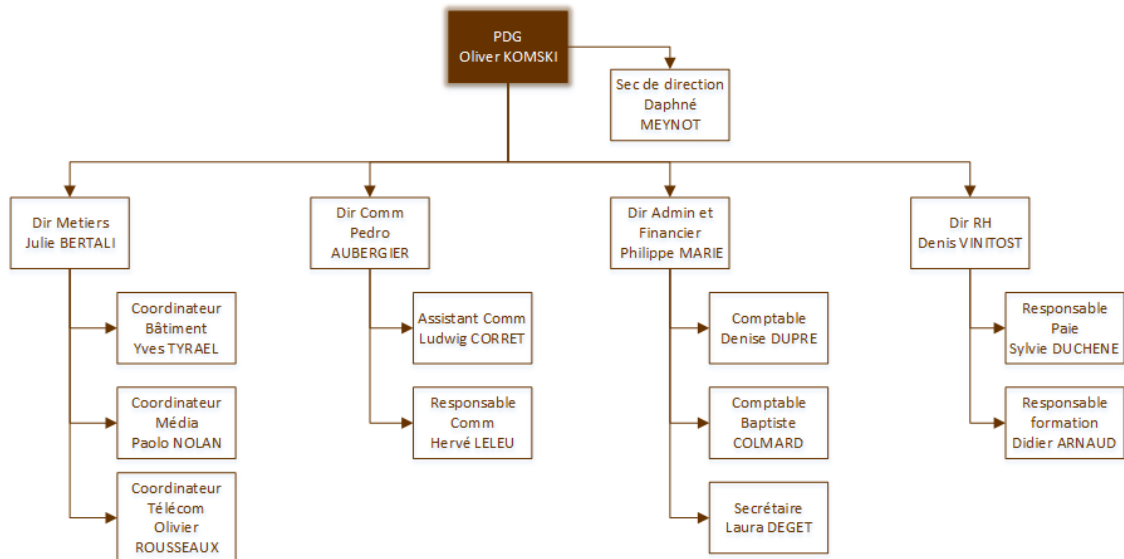 PDG
Oliver KOMSKI
Sec de direction
Daphné
MEYNOT
Dir Metiers
Julie BERTALI
Dir Comm
Pedro
AUBERGIER
Dir Admin et
Financier
Philippe MARIE
Dir RH
Denis VINITOST
Coordinateur
Bâtiment
Yves TYRAEL
Assistant Comm
Ludwig CORRET
Comptable
Denise DUPRE
Responsable
Paie
Sylvie DUCHENE
Coordinateur
Média
Paolo NOLAN
Responsable
Comm
Hervé LELEU
Comptable
Baptiste
COLMARD
Responsable
formation
Didier ARNAUD
Coordinateur
Télécom
Olivier
ROUSSEAUX
Secrétaire
Laura DEGET